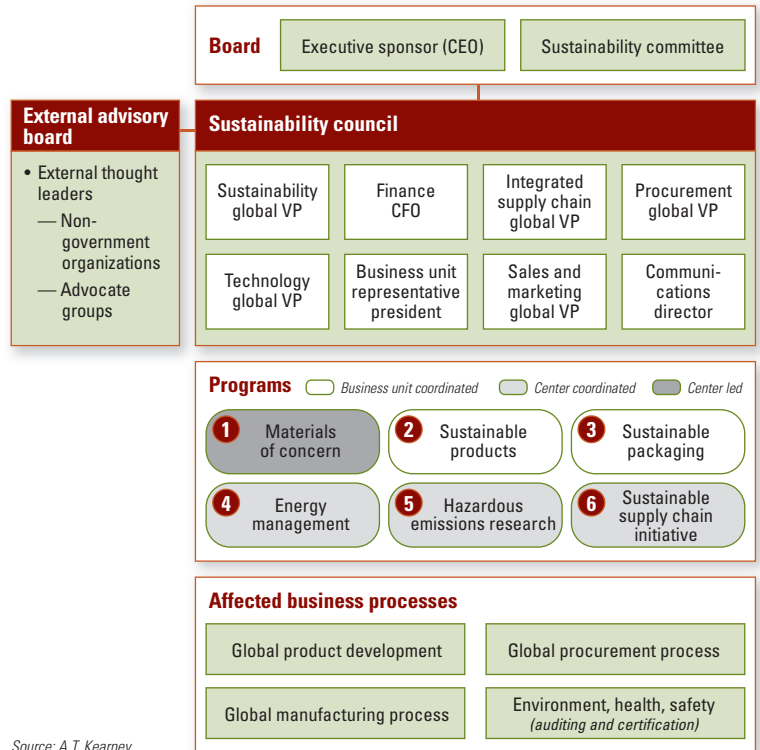 Board
Executive sponsor (CEO)
Sustainability committee
External advisory
board
• External thought
leaders
— Non-
government
organizations
— Advocate
groups
Sustainability council
Sustainability
global VP
Finance
CFO
Integrated
supply chain
global VP
Procurement
global VP
Technology
global VP
Business unit
representative
president
Sales and
marketing
global VP
Communi-
cations
director
Programs
Business unit coordinated
Center coordinated
Center led
1
Materials
of concern
2
Sustainable
products
3
Sustainable
packaging
4
Energy
management
5
Hazardous
emissions research
6
Sustainable
supply chain
initiative
Affected business processes
Global product development
Global procurement process
Global manufacturing process
Environment, health, safety
(auditing and certification)
Source: A.T. Kearney